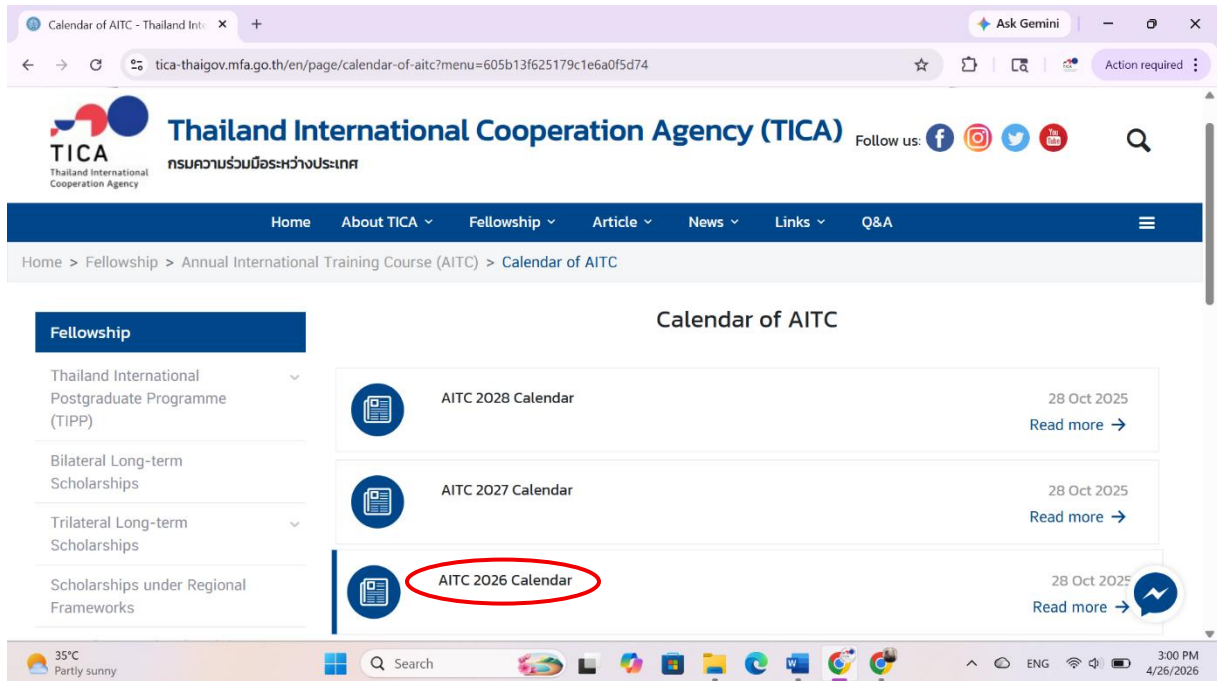 Calendar of AITC - Thailand Inte
Ask Gemini
tica-thaigov.mfa.go.th/en/page/calendar-of-aitc?menu=605b13f625179c1e6a0f5d74
Action required
TICA
Thailand International
Cooperation Agency
Thailand International Cooperation Agency (TICA)
กรมความร่วมมือระหว่างประเทศ
Follow us:
Home About TICA Fellowship Article News Links Q&A
Home > Fellowship > Annual International Training Course (AITC) > Calendar of AITC
Fellowship
Thailand International
Postgraduate Programme
(TIPP)
Bilateral Long-term
Scholarships
Trilateral Long-term
Scholarships
Scholarships under Regional
Frameworks
Calendar of AITC
AITC 2028 Calendar
28 Oct 2025
Read more →
AITC 2027 Calendar
28 Oct 2025
Read more →
AITC 2026 Calendar
28 Oct 2025
Read more →
35°C
Partly sunny
Search
ENG
3:00 PM
4/26/2026